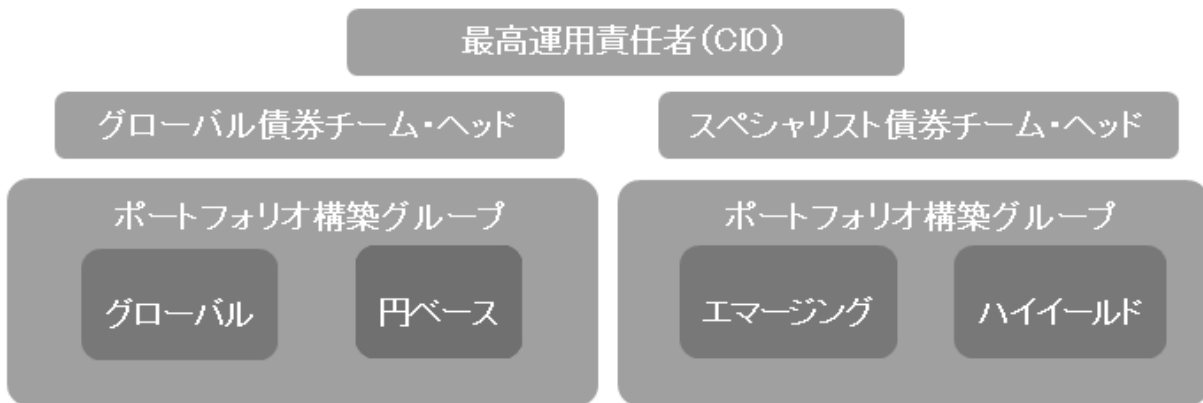 最高運用責任者(CIO)
グローバル債券チーム・ヘッド
スペシャリスト債券チーム・ヘッド
ポートフォリオ構築グループ
グローバル
円ベース
ポートフォリオ構築グループ
エマージング
ハイイールド